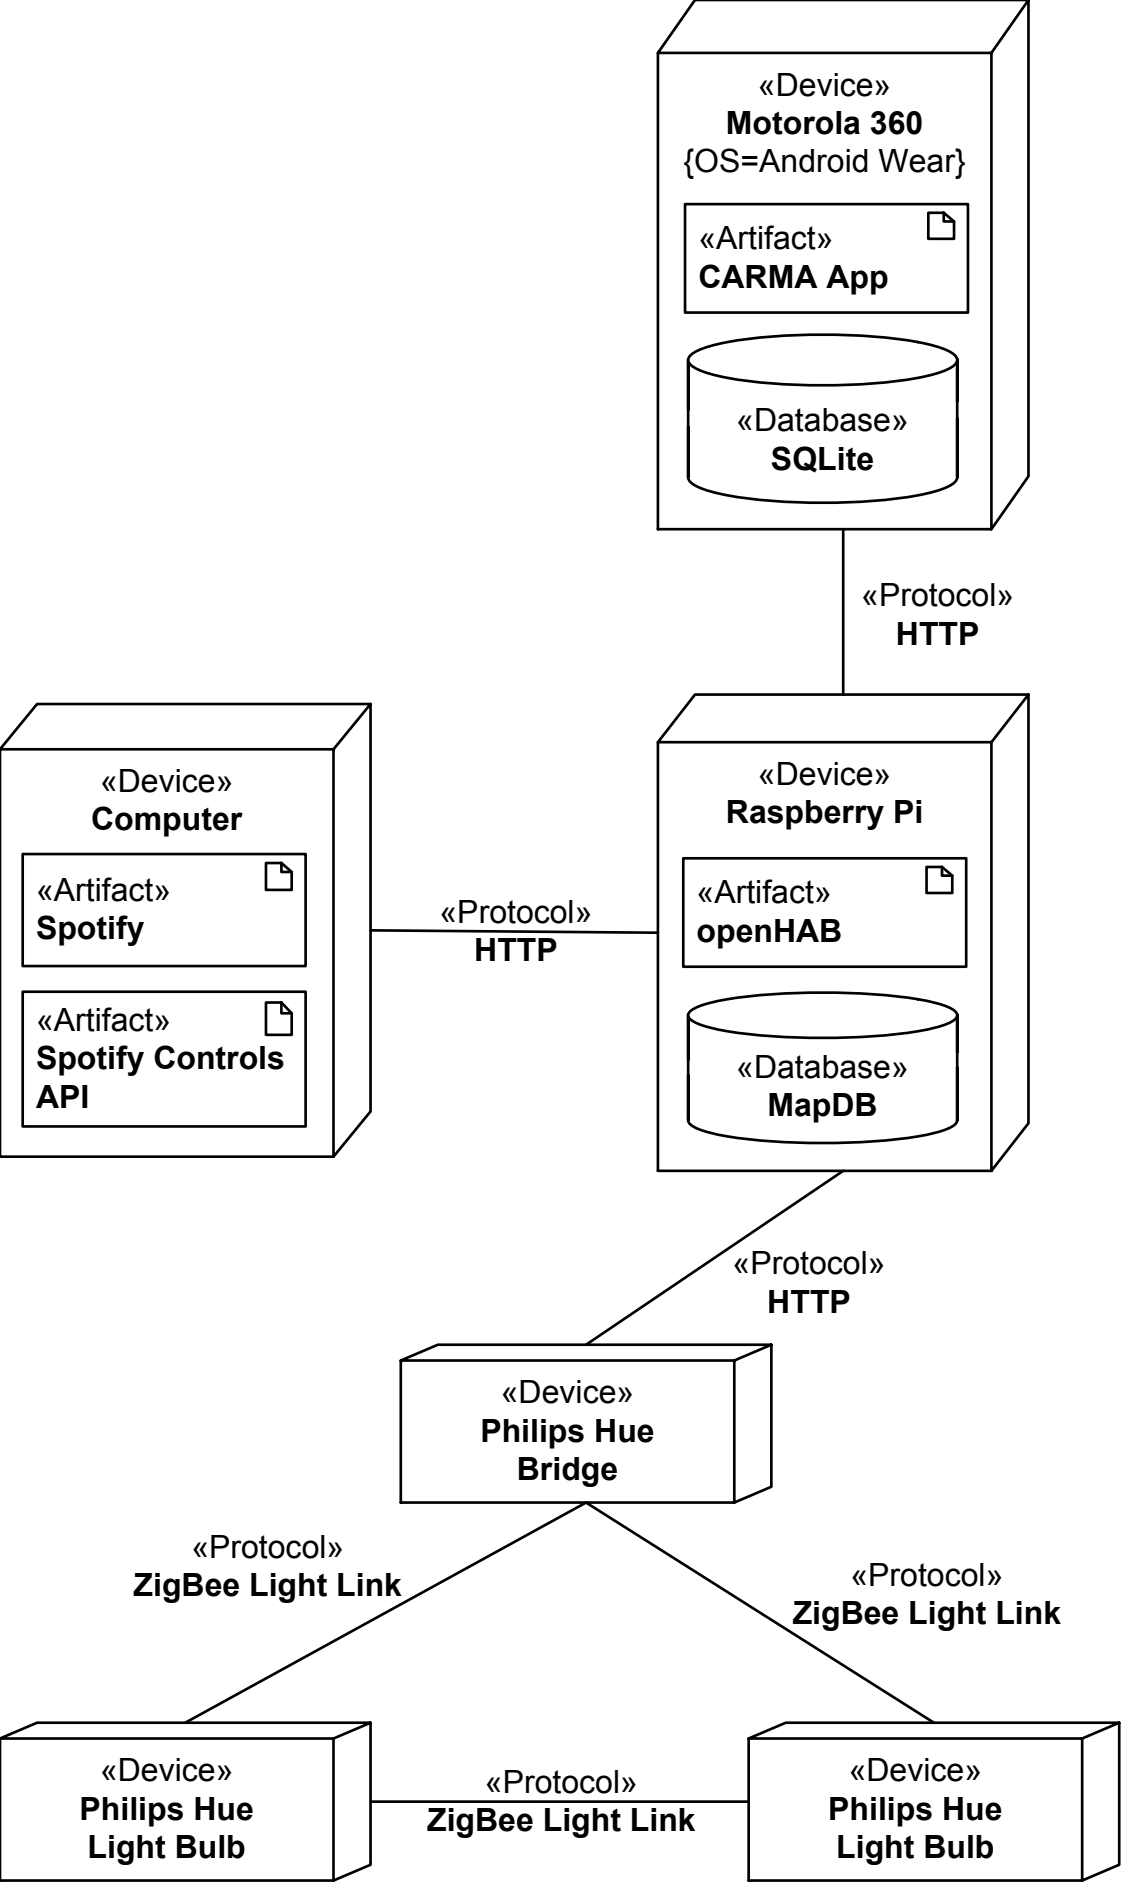 «Device»
Motorola 360
{OS=Android Wear}
«Artifact»
CARMA App
«Database»
SQLite
«Protocol»
HTTP
«Device»
Computer
«Artifact»
Spotify
«Artifact»
Spotify Controls
API
«Protocol»
HTTP
«Device»
Raspberry Pi
«Artifact»
openHAB
«Database»
MapDB
«Protocol»
HTTP
«Device»
Philips Hue
Bridge
«Protocol»
ZigBee Light Link
«Protocol»
ZigBee Light Link
«Device»
Philips Hue
Light Bulb
«Protocol»
ZigBee Light Link
«Device»
Philips Hue
Light Bulb